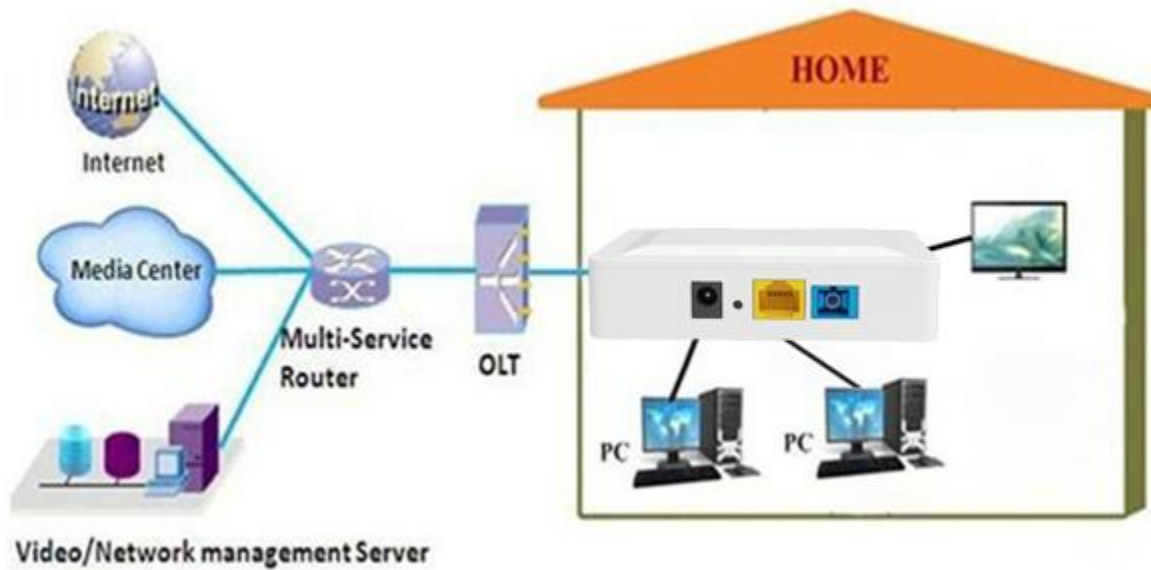 HOME
Internet
Internet
Media Center
Multi-Service
Router
OLT
PC
PC
Video/Network management Server